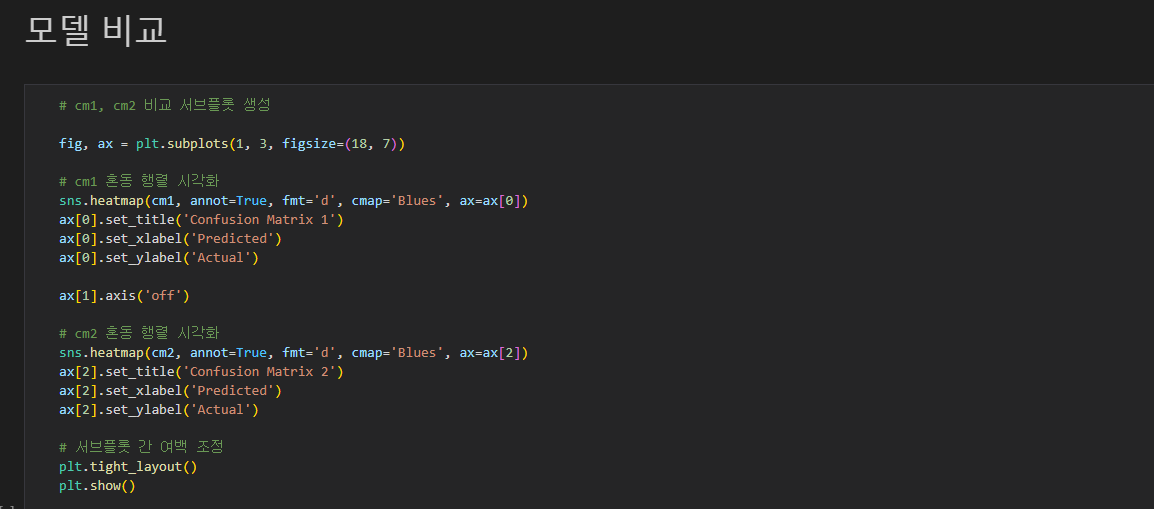 모델 비교
# cm1, cm2 비교 서브플롯 생성
fig, ax = plt.subplots(1, 3, figsize=(18, 7))
# cm1 혼동 행렬 시각화
sns.heatmap(cm1, annot=True, fmt='d', cmap='Blues', ax=ax[0])
ax[0].set_title('Confusion Matrix 1')
ax[0].set_xlabel('Predicted')
ax[0].set_ylabel('Actual')
ax[1].axis('off')
# cm2 혼동 행렬 시각화
sns.heatmap(cm2, annot=True, fmt='d', cmap='Blues', ax=ax[2])
ax[2].set_title('Confusion Matrix 2')
ax[2].set_xlabel('Predicted')
ax[2].set_ylabel('Actual')
# 서브플롯 간 여백 조정
plt.tight_layout()
plt.show()